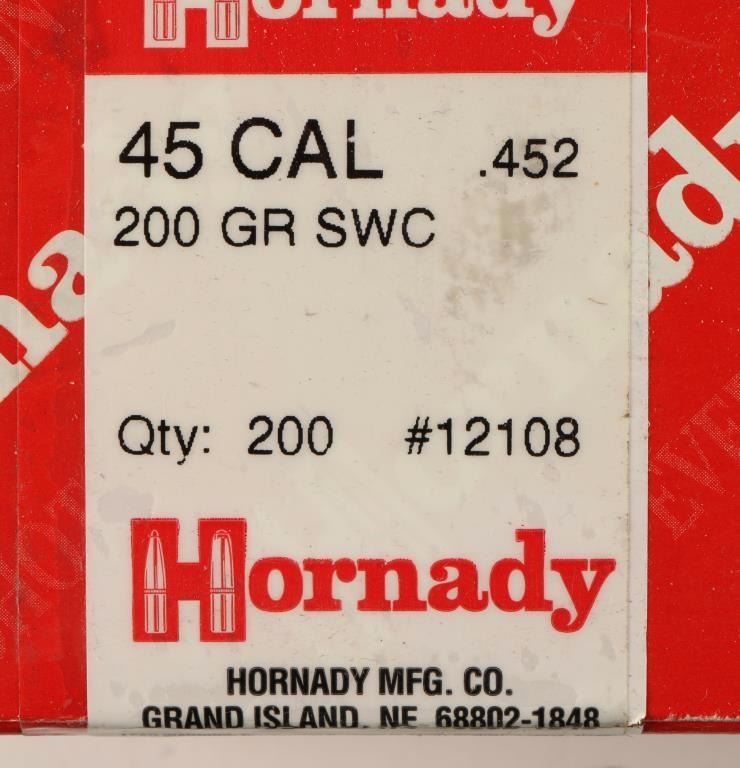 Hornady
45 CAL .452
200 GR SWC
Qty: 200 #12108
Hornady
HORNADY MFG. CO.
GRAND ISLAND, NE 68802-1848